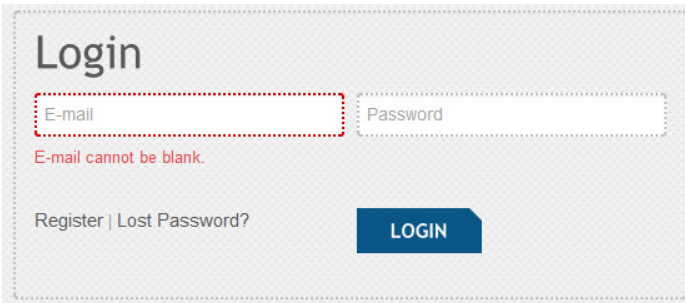 Login
E-mail
Password
E-mail cannot be blank.
Register | Lost Password?
LOGIN